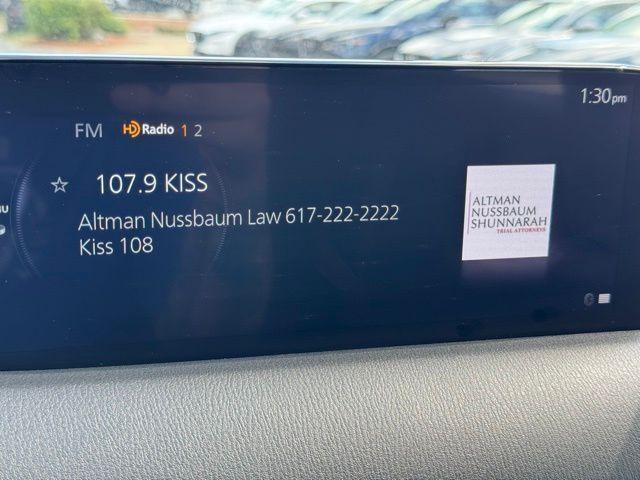 1:30pm
FM HD Radio 1 2
107.9 KISS
Altman Nussbaum Law 617-222-2222
Kiss 108
ALTMAN
NUSSBAUM
SHUNNARAH
TRIAL ATTORNEYS